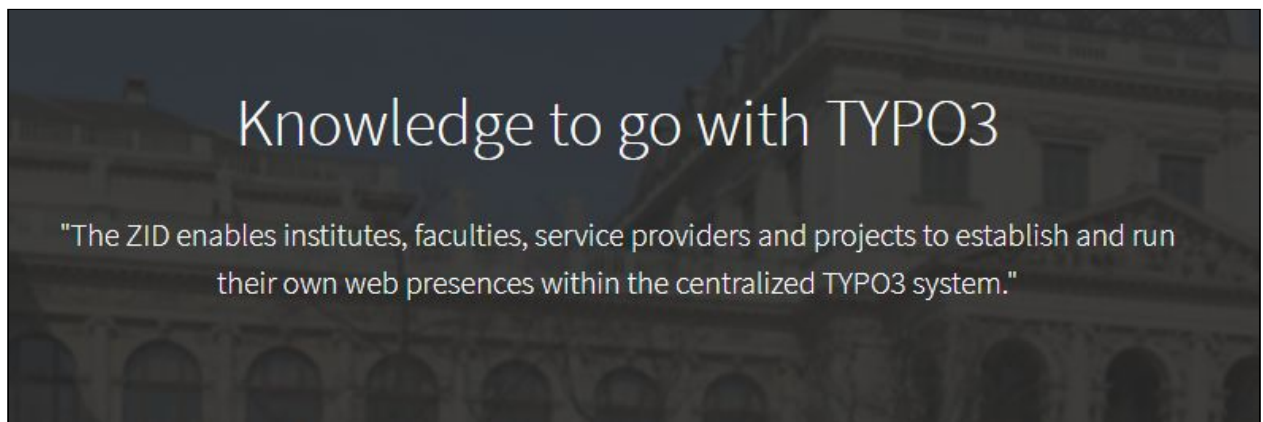 Knowledge to go with TYPO3
"The ZID enables institutes, faculties, service providers and projects to establish and run
their own web presences within the centralized TYPO3 system."